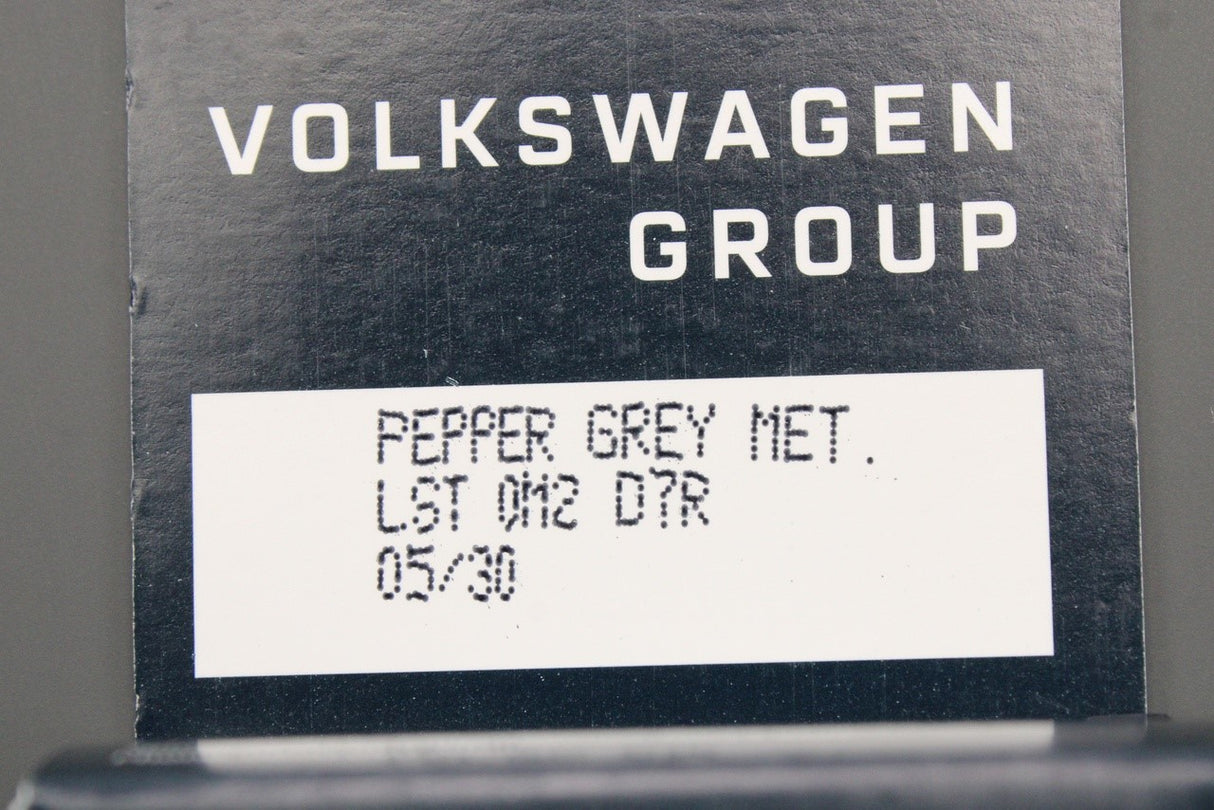 VOLKSWAGEN
GROUP
PEPPER GREY MET.
LST 0M2 D7R
05/30